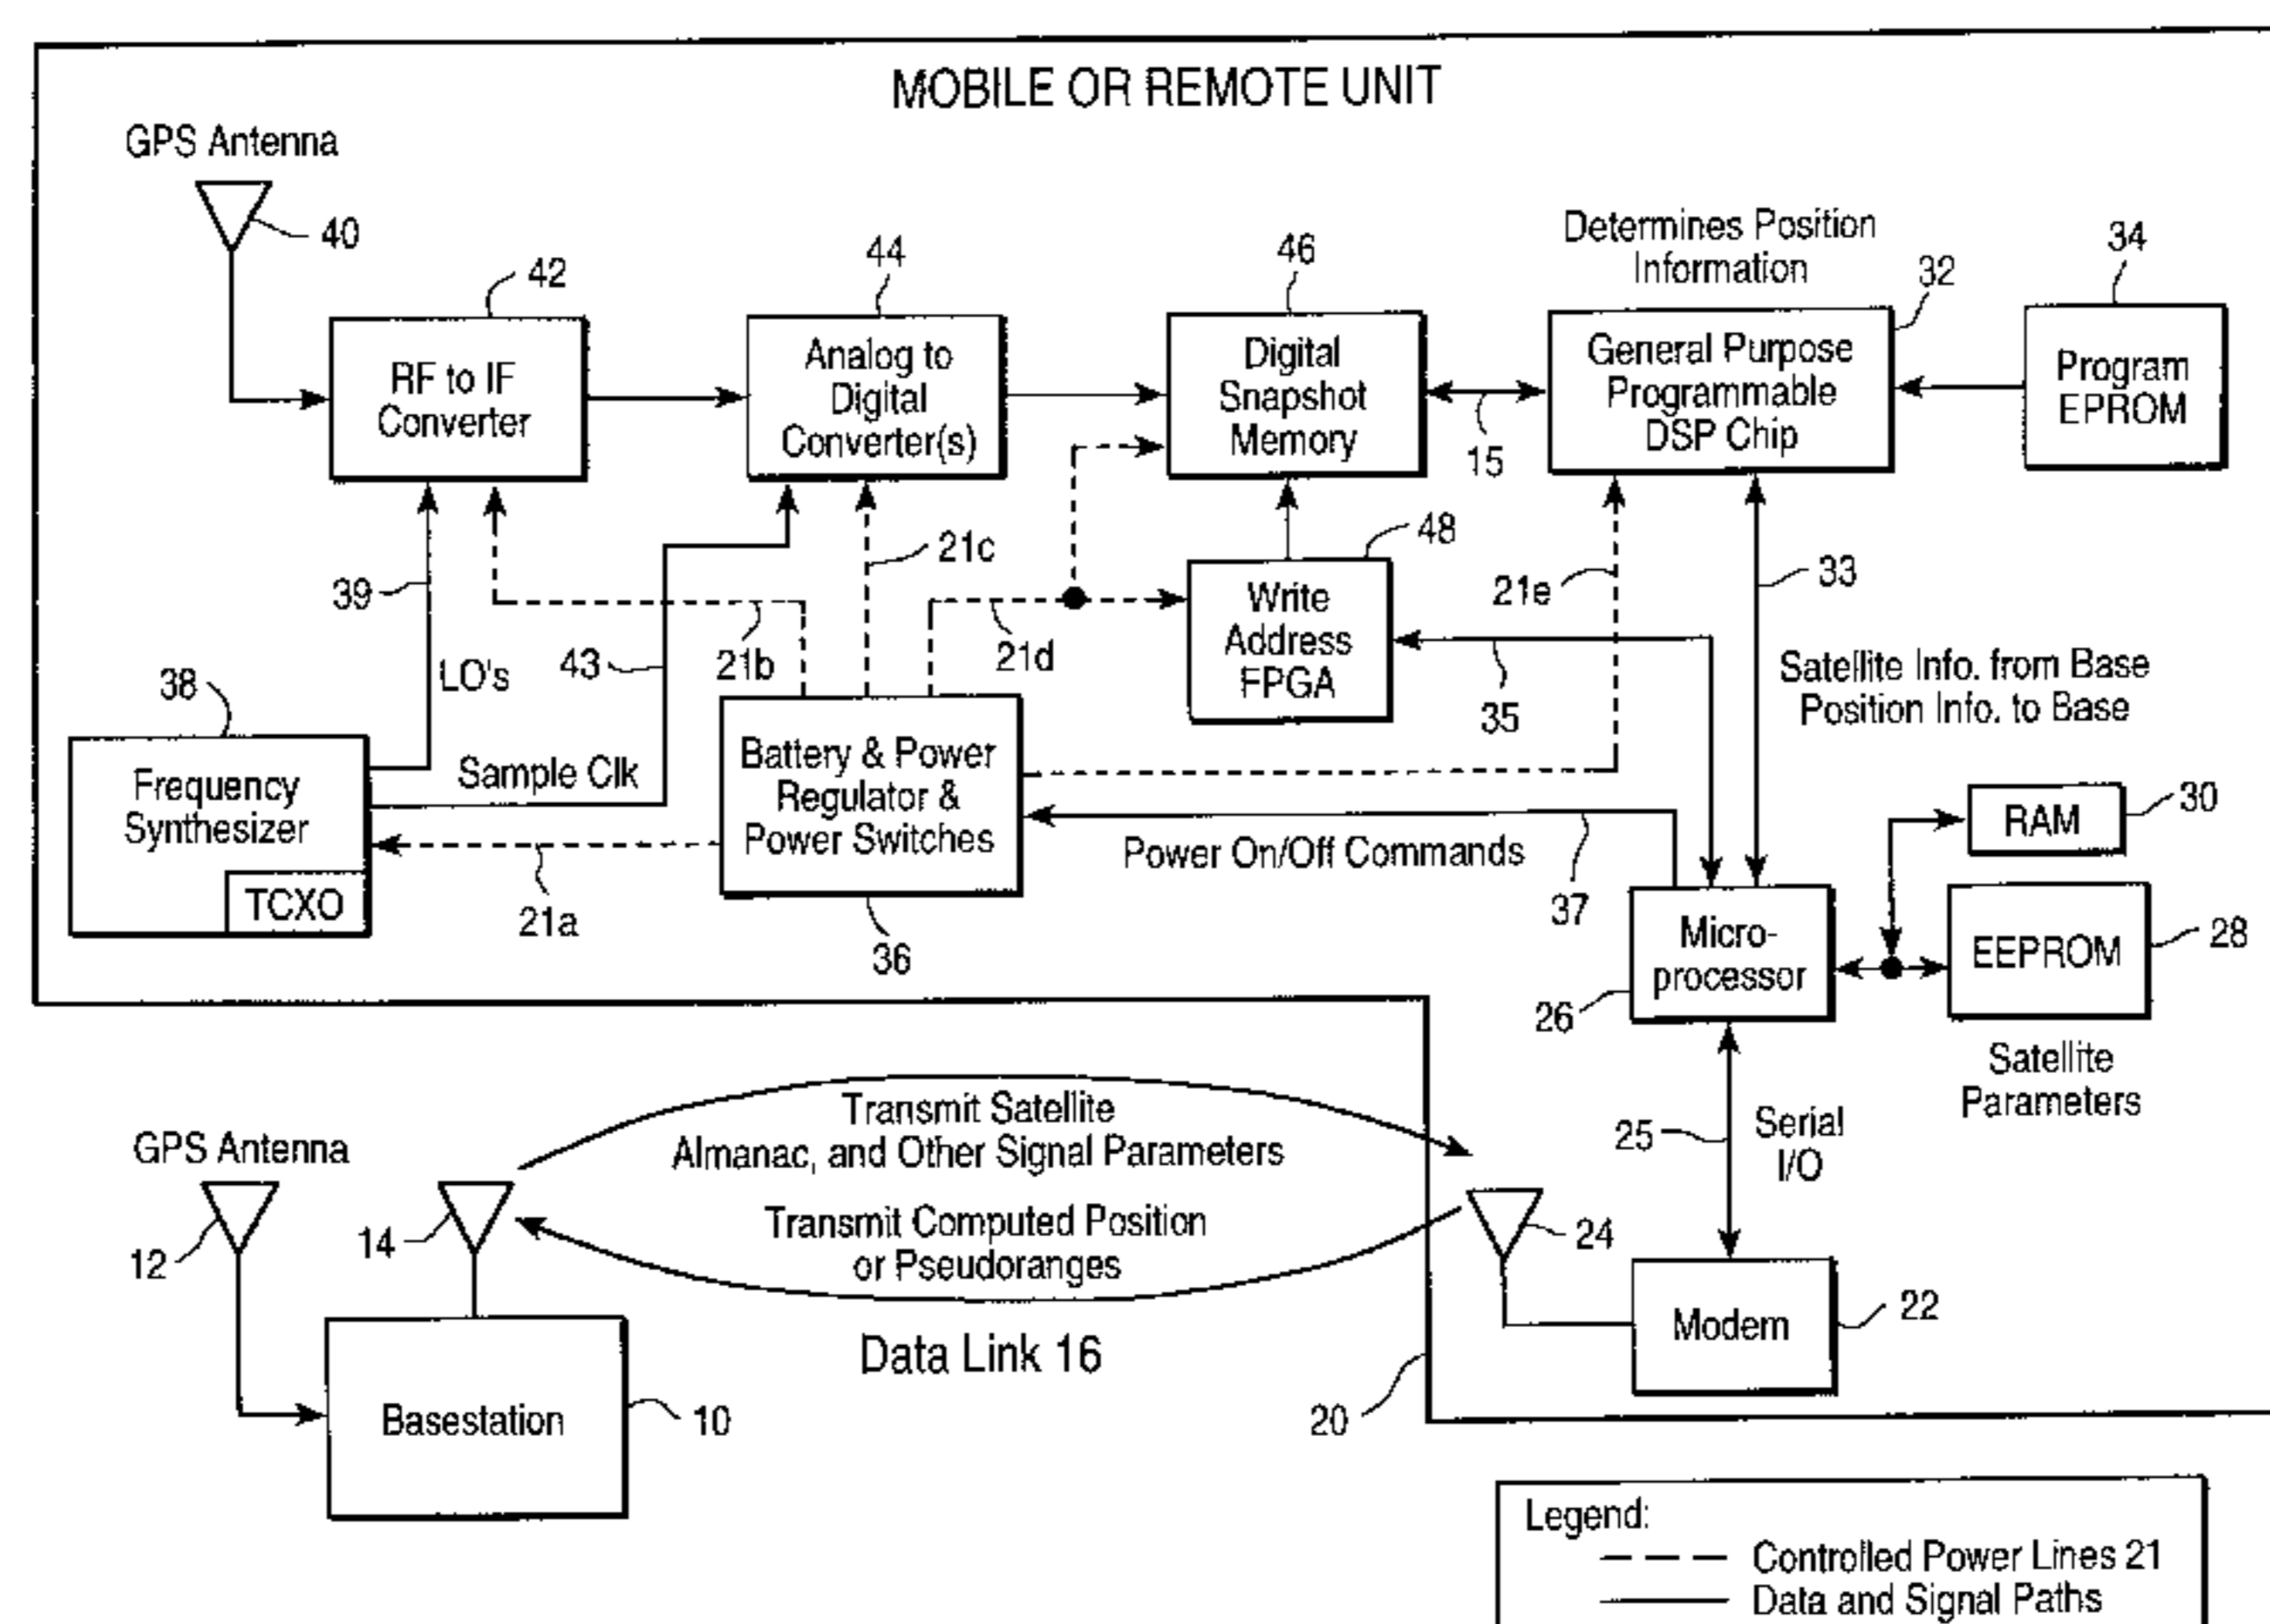 MOBILE OR REMOTE UNIT
GPS Antenna
40
42
RF to IF
Converter
44
Analog to
Digital
Converter(s)
46
Digital
Snapshot
Memory
15
Determines Position
Information
32
General Purpose
Programmable
DSP Chip
34
Program
EPROM
39
LO's
43
21b
21c
21d
48
Write
Address
FPGA
21e
33
35
Satellite Info. from Base
Position Info. to Base
38
Frequency
Synthesizer
TCXO
Sample Clk
21a
Battery & Power
Regulator &
Power Switches
36
Power On/Off Commands
37
RAM
30
Micro-
processor
26
EEPROM
28
Satellite
Parameters
25
Serial
I/O
GPS Antenna
12
14
Transmit Satellite
Almanac, and Other Signal Parameters
Transmit Computed Position
or Pseudoranges
Data Link 16
24
Modem
22
20
Basestation
10
Legend:
Controlled Power Lines 21
Data and Signal Paths